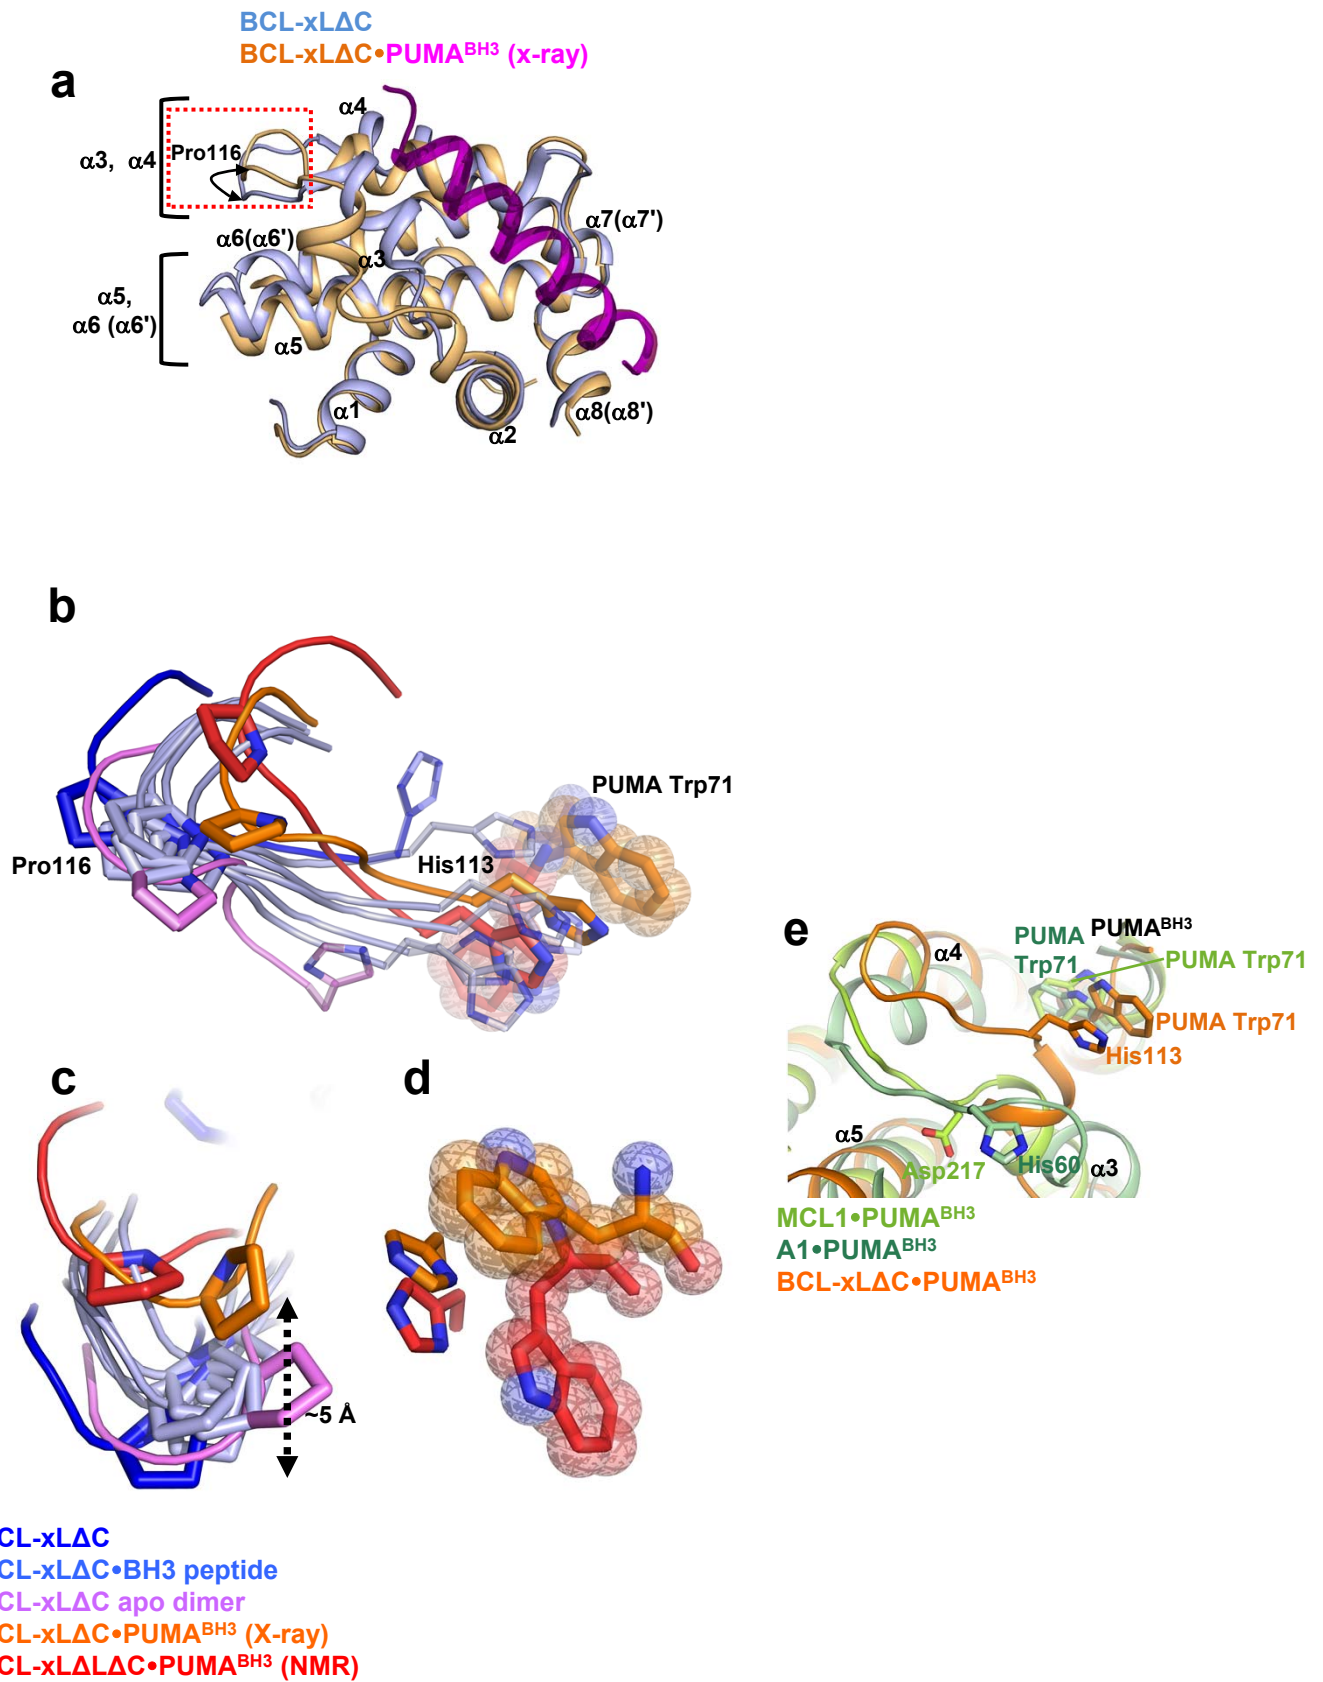 BCL-xLΔC
BCL-xLΔC•PUMABH3 (x-ray)
a
α4
α3, α4
Pro116
α6(α6')
α3
α7(α7')
α5,
α6 (α6')
α5
α1
α2
α8(α8')
b
PUMA Trp71
Pro116
His113
e
α4
PUMA
Trp71
PUMABH3
PUMA Trp71
PUMA Trp71
His113
α5
Asp217
His60
α3
MCL1•PUMABH3
A1•PUMABH3
BCL-xLΔC•PUMABH3
c
d
~5 Å
CL-xLΔC
CL-xLΔC•BH3 peptide
CL-xLΔC apo dimer
CL-xLΔC•PUMABH3 (X-ray)
CL-xLΔLΔC•PUMABH3 (NMR)